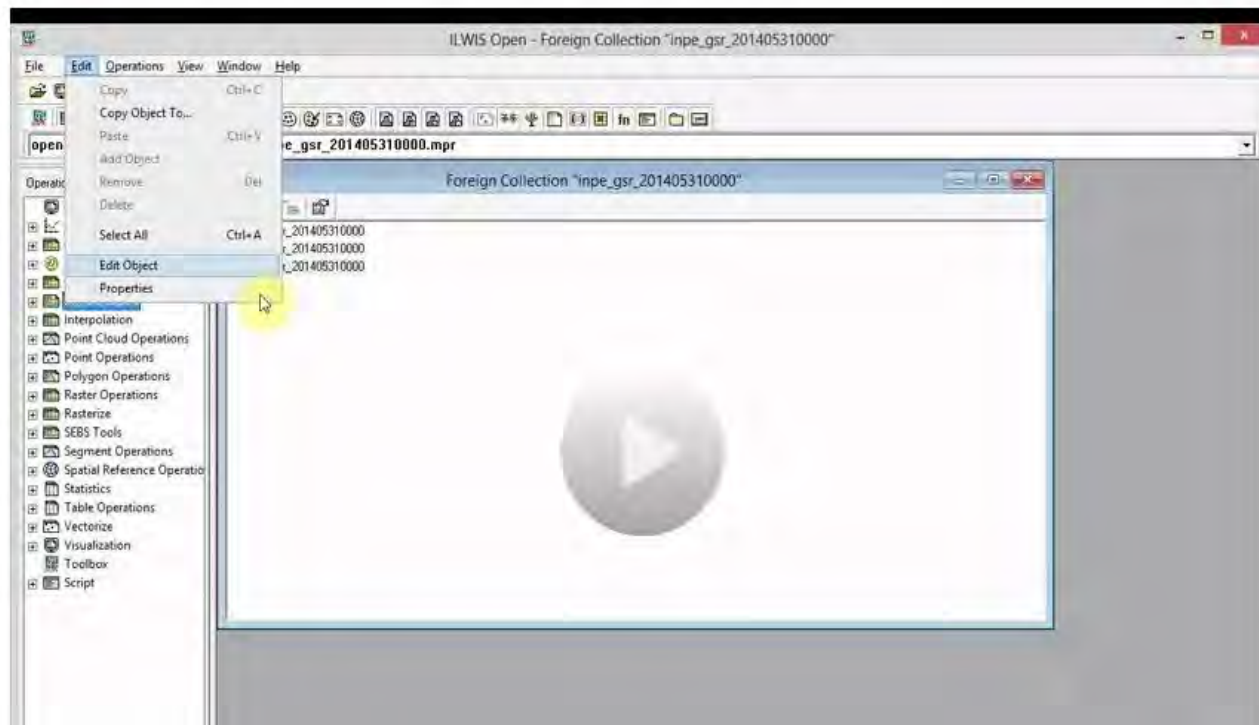 ILWIS Open - Foreign Collection "inpe_gsr_201405310000"
File Edit Operations View Window Help
Copy Ctrl+C
Copy Object To...
Paste Ctrl+V
Add Object
Remove Del
Delete
Select All Ctrl+A
Edit Object
Properties
fn
open
e_gsr_201405310000.mpr
Operatio
Foreign Collection "inpe_gsr_201405310000"
_201405310000
r_201405310000
r_201405310000
Interpolation
Point Cloud Operations
Point Operations
Polygon Operations
Raster Operations
Rasterize
SEBS Tools
Segment Operations
Spatial Reference Operatio
Statistics
Table Operations
Vectorize
Visualization
Toolbox
Script